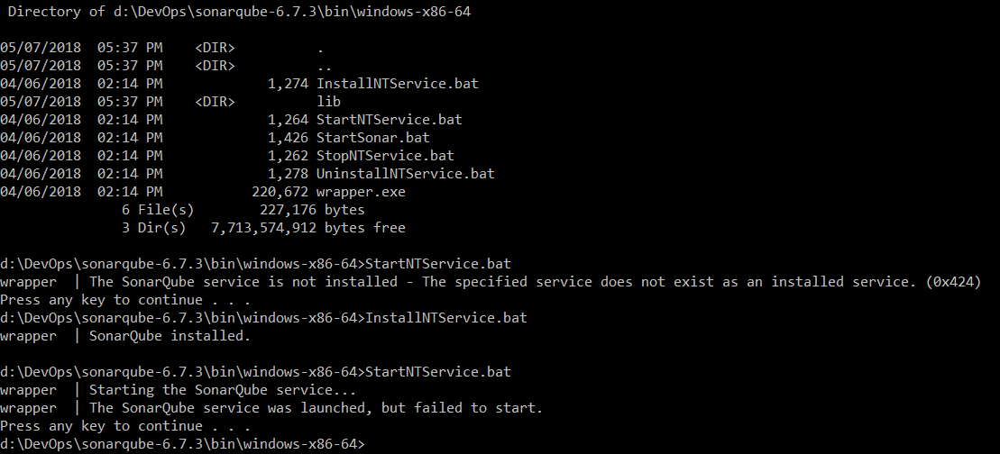 Directory of d:\DevOps\sonarqube-6.7.3\bin\windows-x86-64
05/07/2018  05:37 PM    <DIR>          .
05/07/2018  05:37 PM    <DIR>          ..
04/06/2018  02:14 PM             1,274 InstallNTService.bat
05/07/2018  05:37 PM    <DIR>          lib
04/06/2018  02:14 PM             1,264 StartNTService.bat
04/06/2018  02:14 PM             1,426 StartSonar.bat
04/06/2018  02:14 PM             1,262 StopNTService.bat
04/06/2018  02:14 PM             1,278 UninstallNTService.bat
04/06/2018  02:14 PM           220,672 wrapper.exe
               6 File(s)        227,176 bytes
               3 Dir(s)   7,713,574,912 bytes free
d:\DevOps\sonarqube-6.7.3\bin\windows-x86-64>StartNTService.bat
wrapper  | The SonarQube service is not installed - The specified service does not exist as an installed service. (0x424)
Press any key to continue . . .
d:\DevOps\sonarqube-6.7.3\bin\windows-x86-64>InstallNTService.bat
wrapper  | SonarQube installed.
d:\DevOps\sonarqube-6.7.3\bin\windows-x86-64>StartNTService.bat
wrapper  | Starting the SonarQube service...
wrapper  | The SonarQube service was launched, but failed to start.
Press any key to continue . . .
d:\DevOps\sonarqube-6.7.3\bin\windows-x86-64>